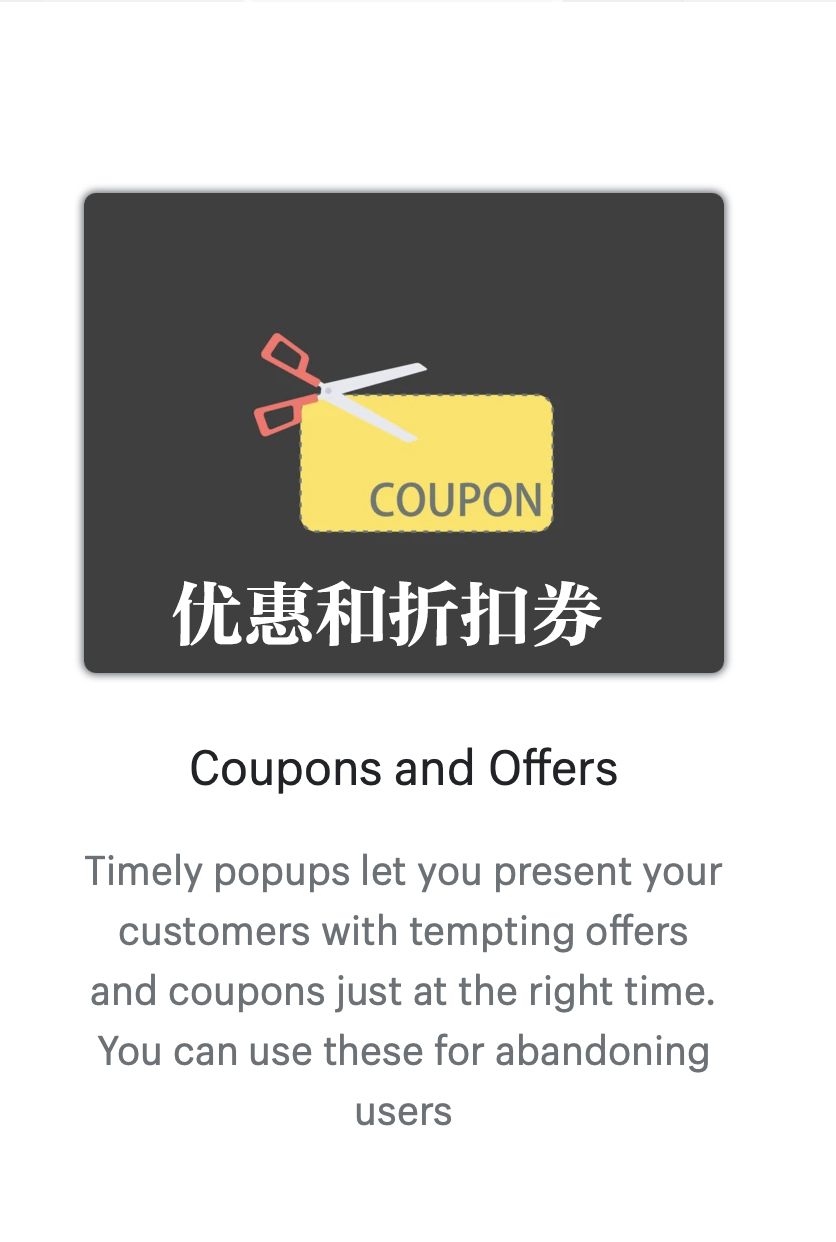 COUPON
优惠和折扣券
Coupons and Offers
Timely popups let you present your
customers with tempting offers
and coupons just at the right time.
You can use these for abandoning
users